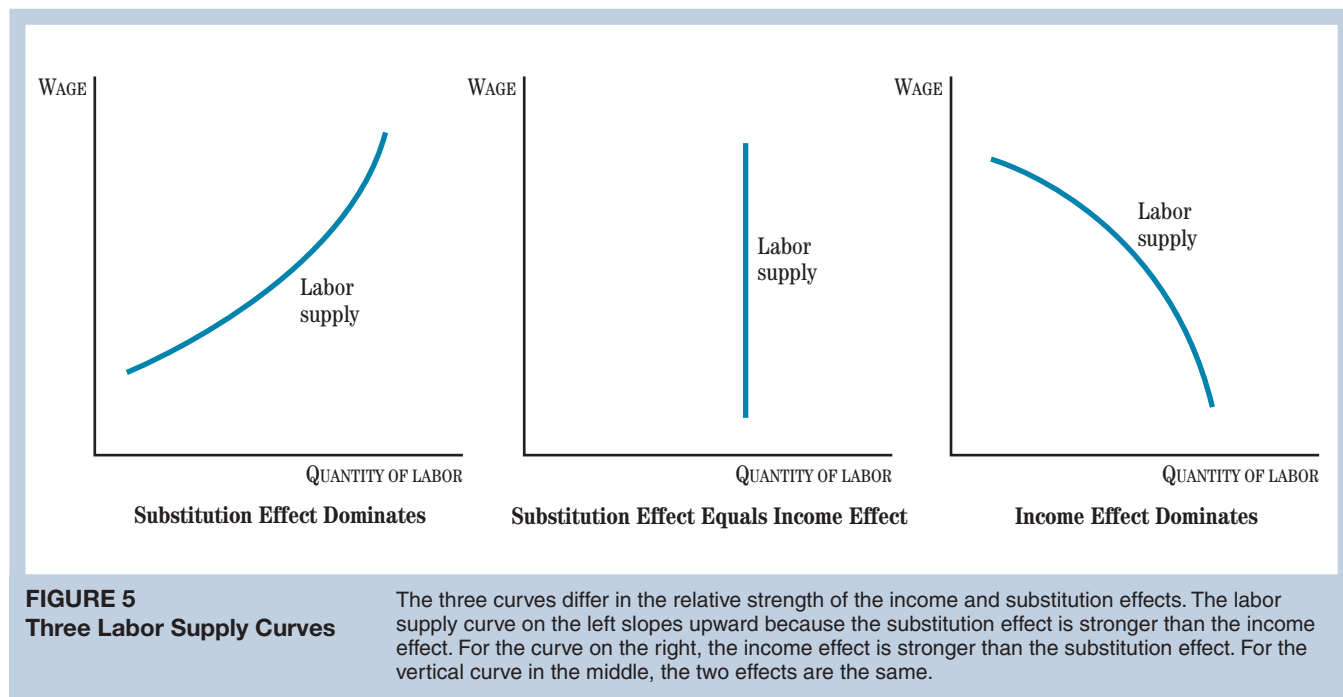 WAGE
Labor
supply
QUANTITY OF LABOR
Substitution Effect Dominates
WAGE
Labor
supply
QUANTITY OF LABOR
Substitution Effect Equals Income Effect
WAGE
Labor
supply
QUANTITY OF LABOR
Income Effect Dominates
FIGURE 5
Three Labor Supply Curves
The three curves differ in the relative strength of the income and substitution effects. The labor
supply curve on the left slopes upward because the substitution effect is stronger than the income
effect. For the curve on the right, the income effect is stronger than the substitution effect. For the
vertical curve in the middle, the two effects are the same.